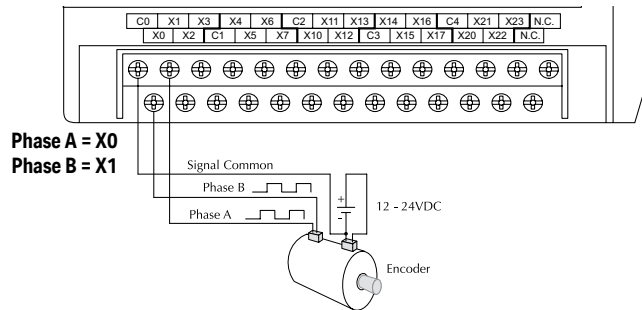 C0 X1 X3 X4 X6 C2 X11 X13 X14 X16 C4 X21 X23 N.C.
X0 X2 C1 X5 X7 X10 X12 C3 X15 X17 X20 X22 N.C.
Phase A = X0
Phase B = X1
Signal Common
Phase B
Phase A
+
-
12 - 24VDC
Encoder